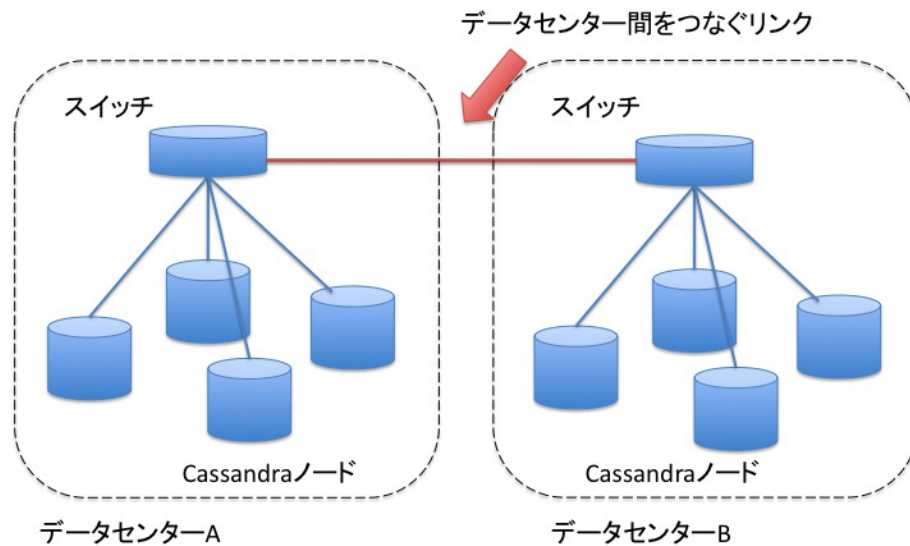 データセンター間をつなぐリンク
スイッチ
スイッチ
Cassandraノード
Cassandraノード
データセンターA
データセンターB